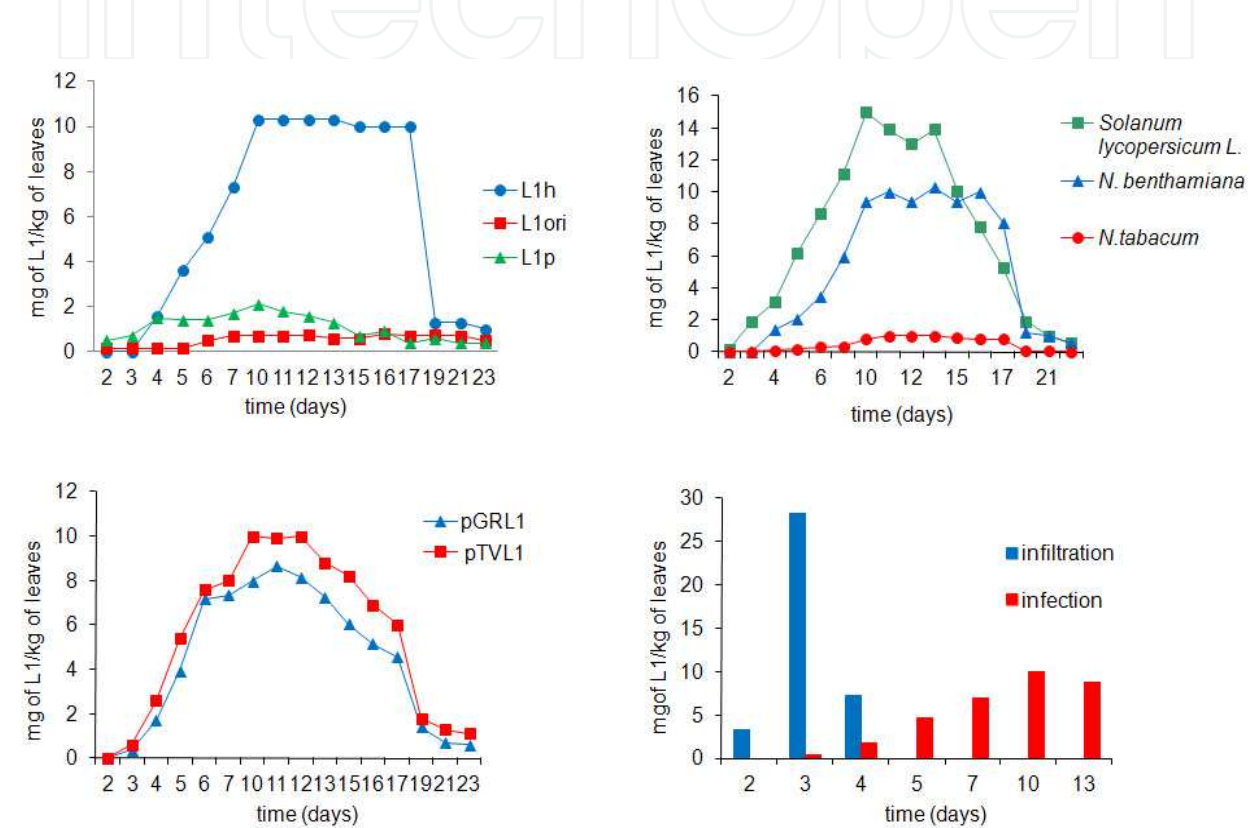 IntechOpen
12
10
8
6
4
2
0
mg of L1/kg of leaves
2 3 4 5 6 7 10 11 12 13 15 16 17 19 21 23
time (days)
L1h
L1ori
L1p
16
14
12
10
8
6
4
2
0
mgof L1/kg of leaves
2 4 6 10 12 15 17 21
time (days)
Solanum
lycopersicum L.
N. benthamiana
N.tabacum
12
10
8
6
4
2
0
mg of L1/kg of leaves
2 3 4 5 6 7 10 11 12 13 15 16 17 19 21 23
time (days)
pGRL1
pTVL1
30
25
20
15
10
5
0
mgof L1/kg of leaves
2 3 4 5 7 10 13
time (days)
infiltration
infection